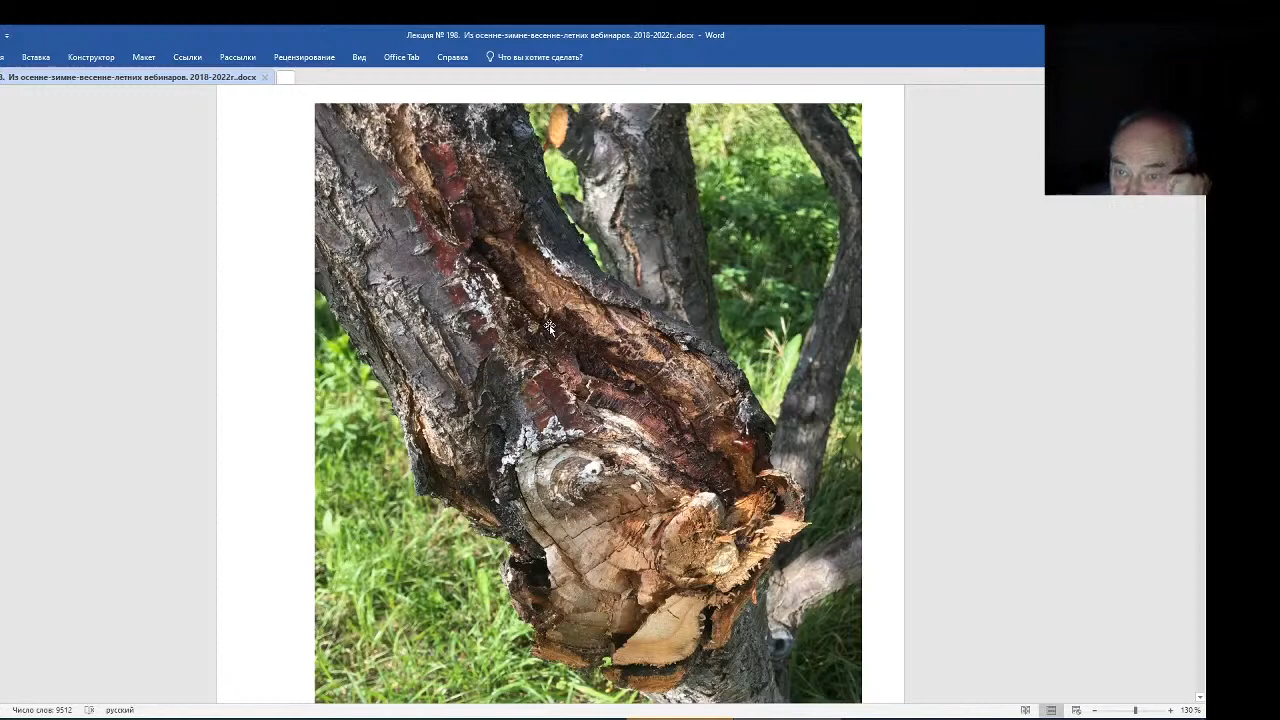 Лекция № 198.  Из осенне-зимне-весенне-летних вебинаров. 2018-2022г..docx  -  Word
Вставка Конструктор Макет Ссылки Рассылки Рецензирование Вид Office Tab Справка Что вы хотите сделать?
8.  Из осенне-зимне-весенне-летних вебинаров. 2018-2022г..docx
Число слов: 9512 русский 130 %